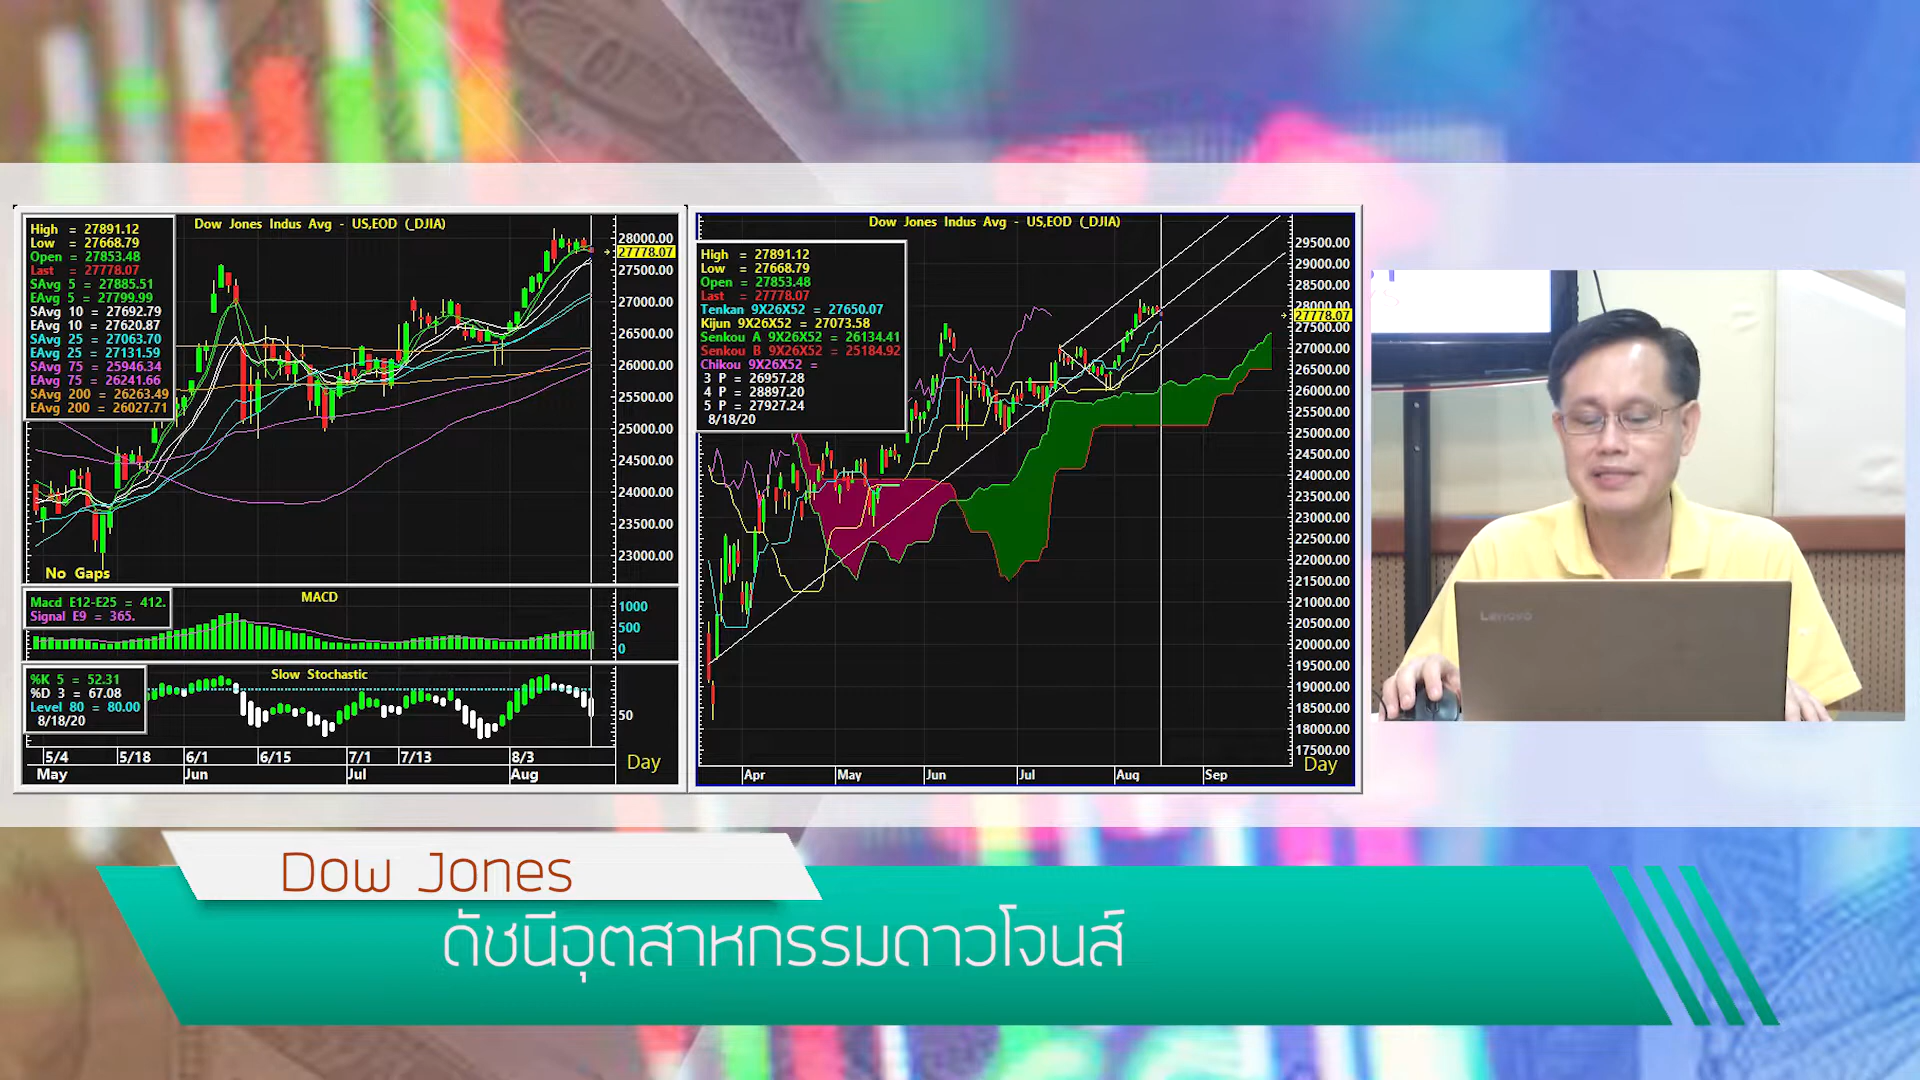 Dow Jones Indus Avg - US,EOD (_DJIA)
High = 27891.12
Low = 27668.79
Open = 27853.48
Last = 27778.07
SAvg 5 = 27885.51
EAvg 5 = 27799.99
SAvg 10 = 27692.79
EAvg 10 = 27620.87
SAvg 25 = 27063.70
EAvg 25 = 27131.59
SAvg 75 = 25946.34
EAvg 75 = 26241.66
SAvg 200 = 26263.49
EAvg 200 = 26027.71
28000.00
27778.07
27500.00
27000.00
26500.00
26000.00
25500.00
25000.00
24500.00
24000.00
23500.00
23000.00
No Gaps
MACD
Macd E12-E25 = 412.
Signal E9 = 365.
1000
500
0
Slow Stochastic
%K 5 = 52.31
%D 3 = 67.08
Level 80 = 80.00
8/18/20
50
5/4 5/18 6/1 6/15 7/1 7/13 8/3
May Jun Jul Aug
Day
Dow Jones Indus Avg - US,EOD (_DJIA)
High = 27891.12
Low = 27668.79
Open = 27853.48
Last = 27778.07
Tenkan 9X26X52 = 27650.07
Kijun 9X26X52 = 27073.58
Senkou A 9X26X52 = 26134.41
Senkou B 9X26X52 = 25184.92
Chikou 9X26X52 =
3 P = 26957.28
4 P = 28897.20
5 P = 27927.24
8/18/20
29500.00
29000.00
28500.00
28000.00
27778.07
27500.00
27000.00
26500.00
26000.00
25500.00
25000.00
24500.00
24000.00
23500.00
23000.00
22500.00
22000.00
21500.00
21000.00
20500.00
20000.00
19500.00
19000.00
18500.00
18000.00
17500.00
Apr May Jun Jul Aug Sep
Day
Lenovo
Dow Jones
ดัชนีอุตสาหกรรมดาวโจนส์